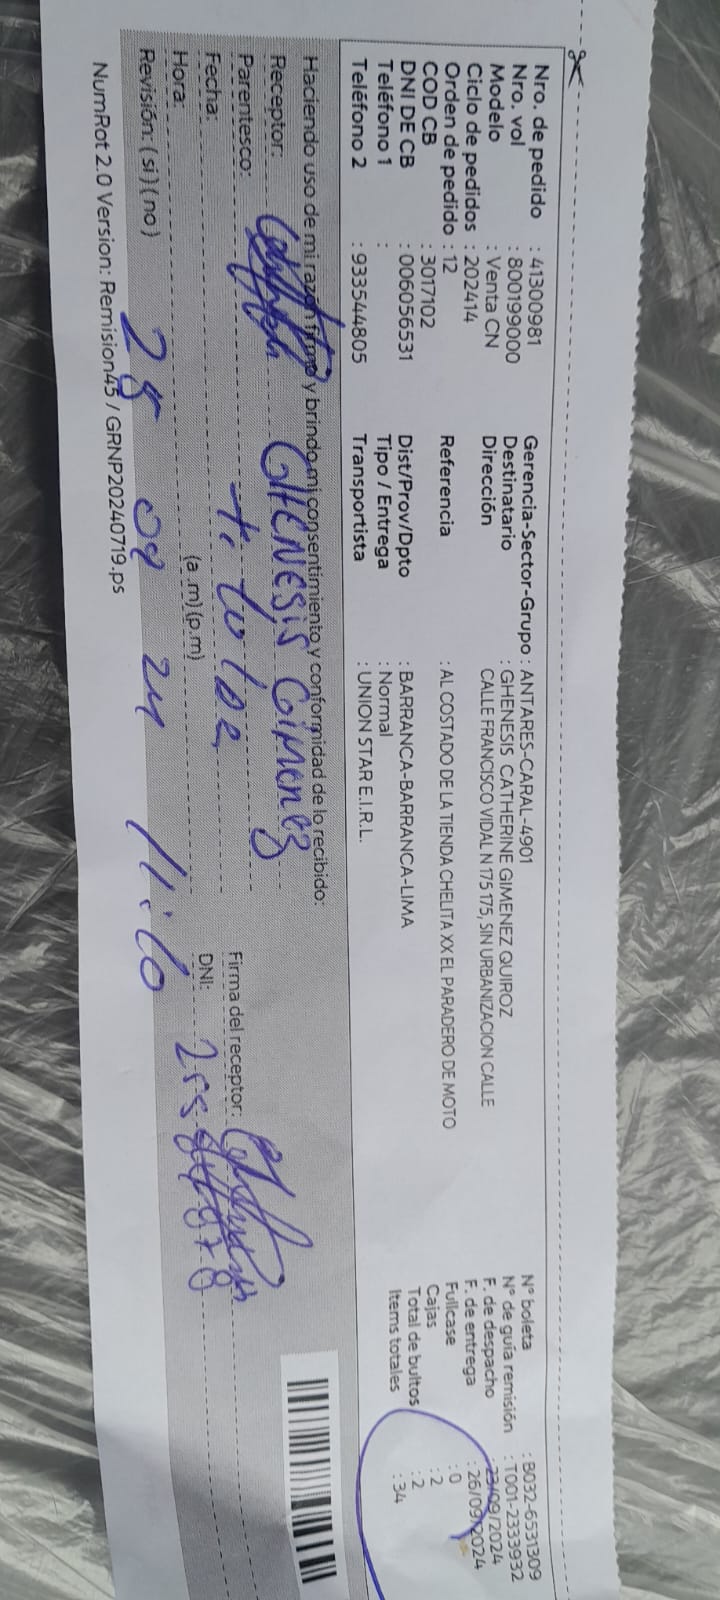 Nro. de pedido : 41300981
Nro. vol : 800199000
Modelo : Venta CN
Ciclo de pedidos : 202414
Orden de pedido : 12
COD CB : 3017102
DNI DE CB : 006056531
Teléfono 1 :
Teléfono 2 : 933544805
Gerencia-Sector-Grupo : ANTARES-CARAL-4901
Destinatario : GHENESIS CATHERINE GIMENEZ QUIROZ
Dirección CALLE FRANCISCO VIDAL N 175 175, SIN URBANIZACION CALLE
Referencia : AL COSTADO DE LA TIENDA CHELITA XX EL PARADERO DE MOTO
Dist/Prov/Dpto : BARRANCA-BARRANCA-LIMA
Tipo / Entrega : Normal
Transportista : UNION STAR E.I.R.L.
N° boleta : B032-6531309
N° de guía remisión : T001-2333932
F. de despacho : 23/09/2024
F. de entrega : 26/09/2024
Fullcase : 0
Cajas : 2
Total de bultos : 2
Items totales : 34
Haciendo uso de mi razón firmo y brindo mi consentimiento y conformidad de lo recibido:
Receptor: GHENESIS Gimenez
Parentesco: titular
Fecha:
Hora: (a.m)(p.m)
Revisión: ( si ) ( no )
Firma del receptor:
DNI:
28 09 24 11:10
NumRot 2.0 Version: Remision45 / GRNP20240719.ps